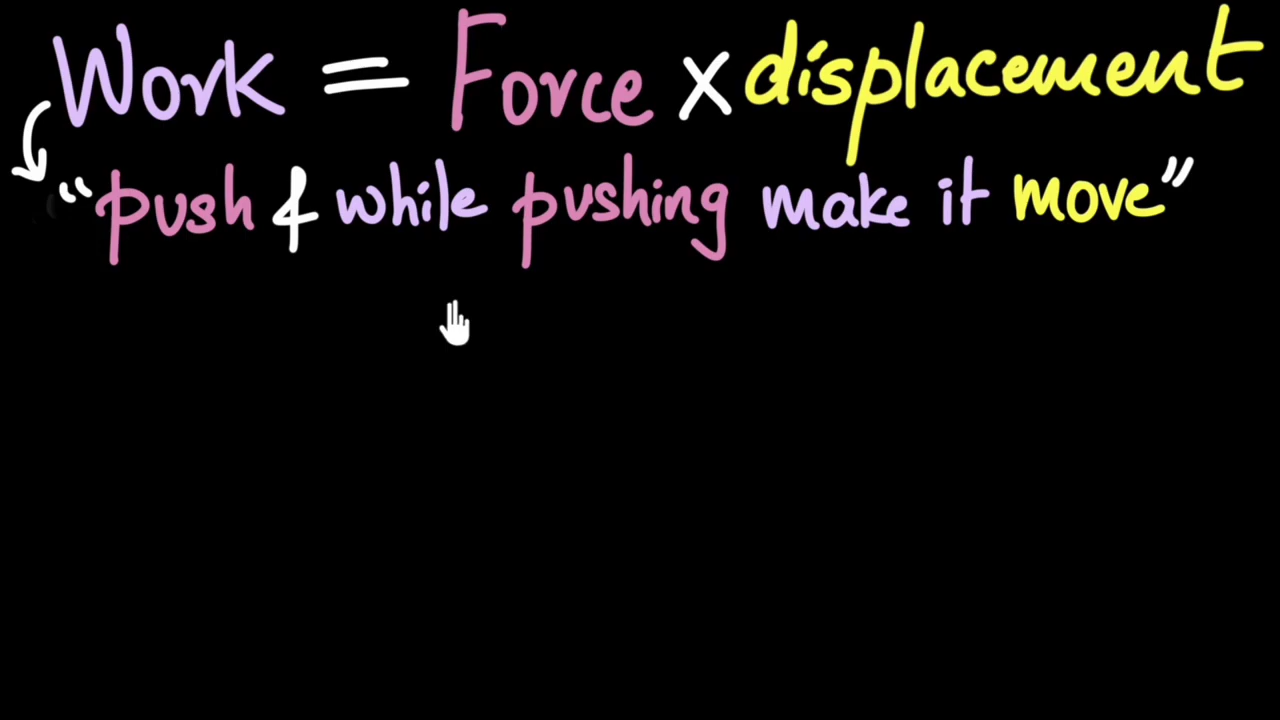 Work = Force x displacement
"push & while pushing make it move"